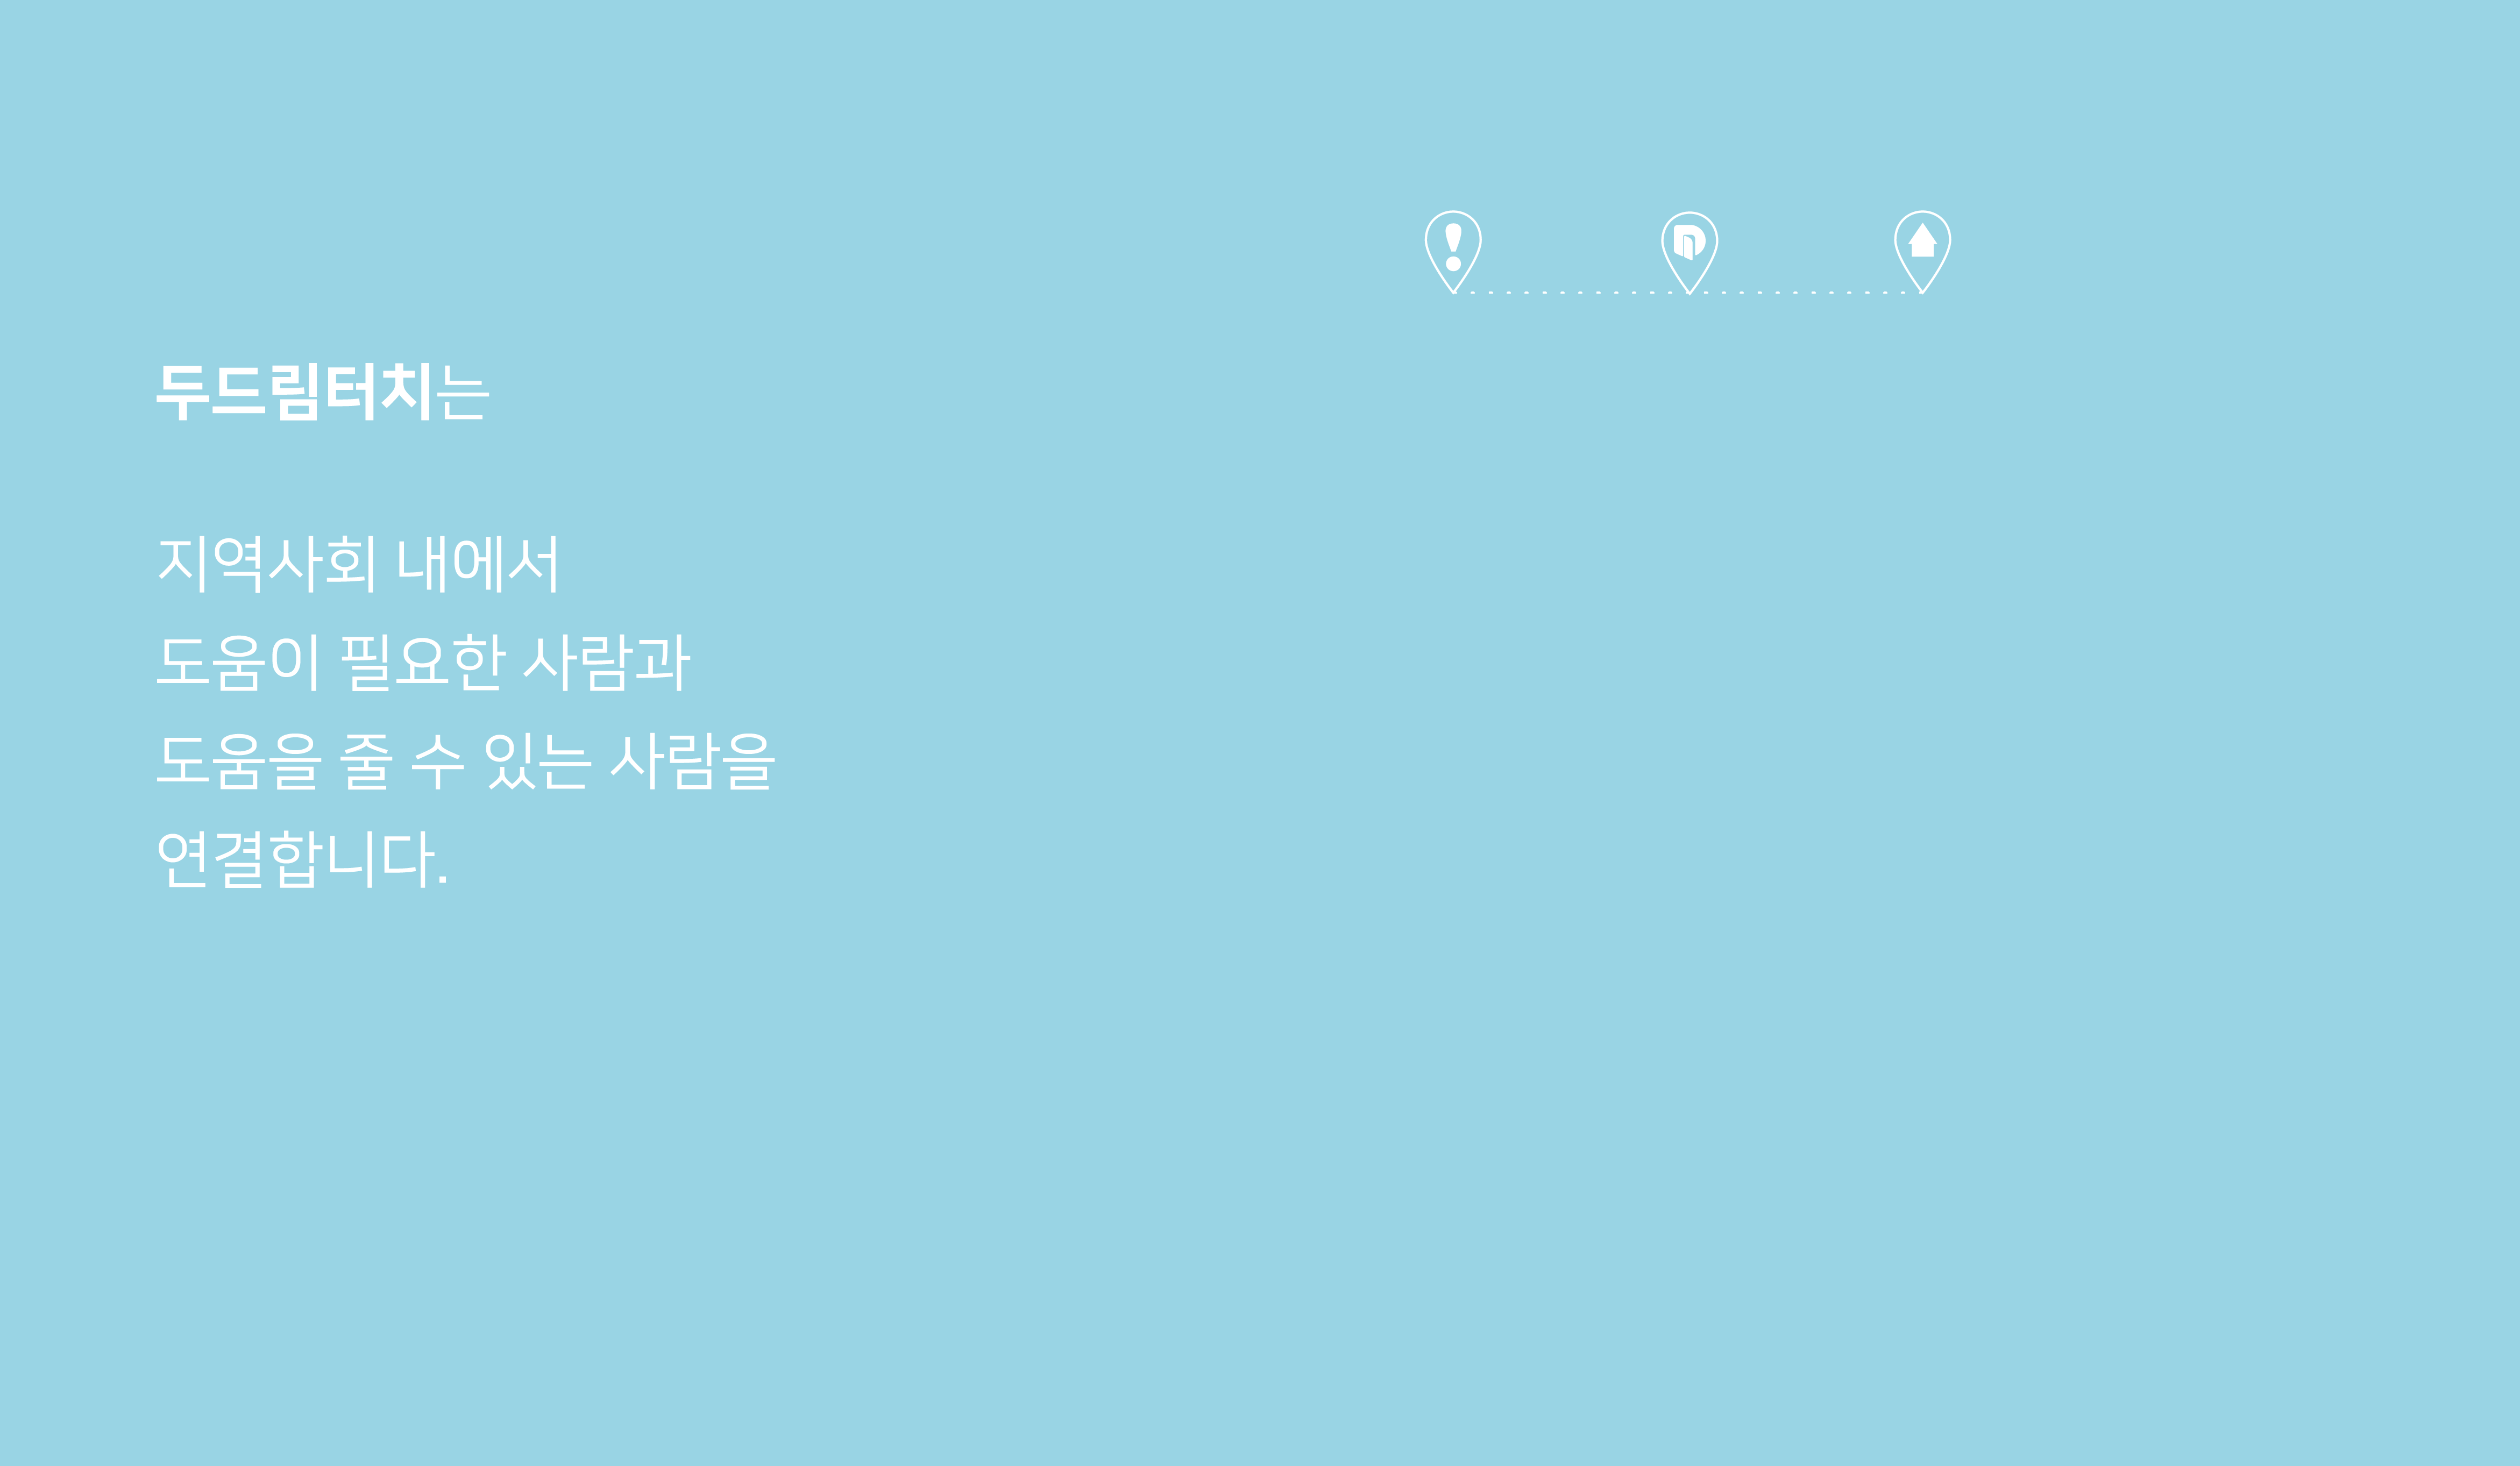 두드림터치는
지역사회 내에서
도움이 필요한 사람과
도움을 줄 수 있는 사람을
연결합니다.